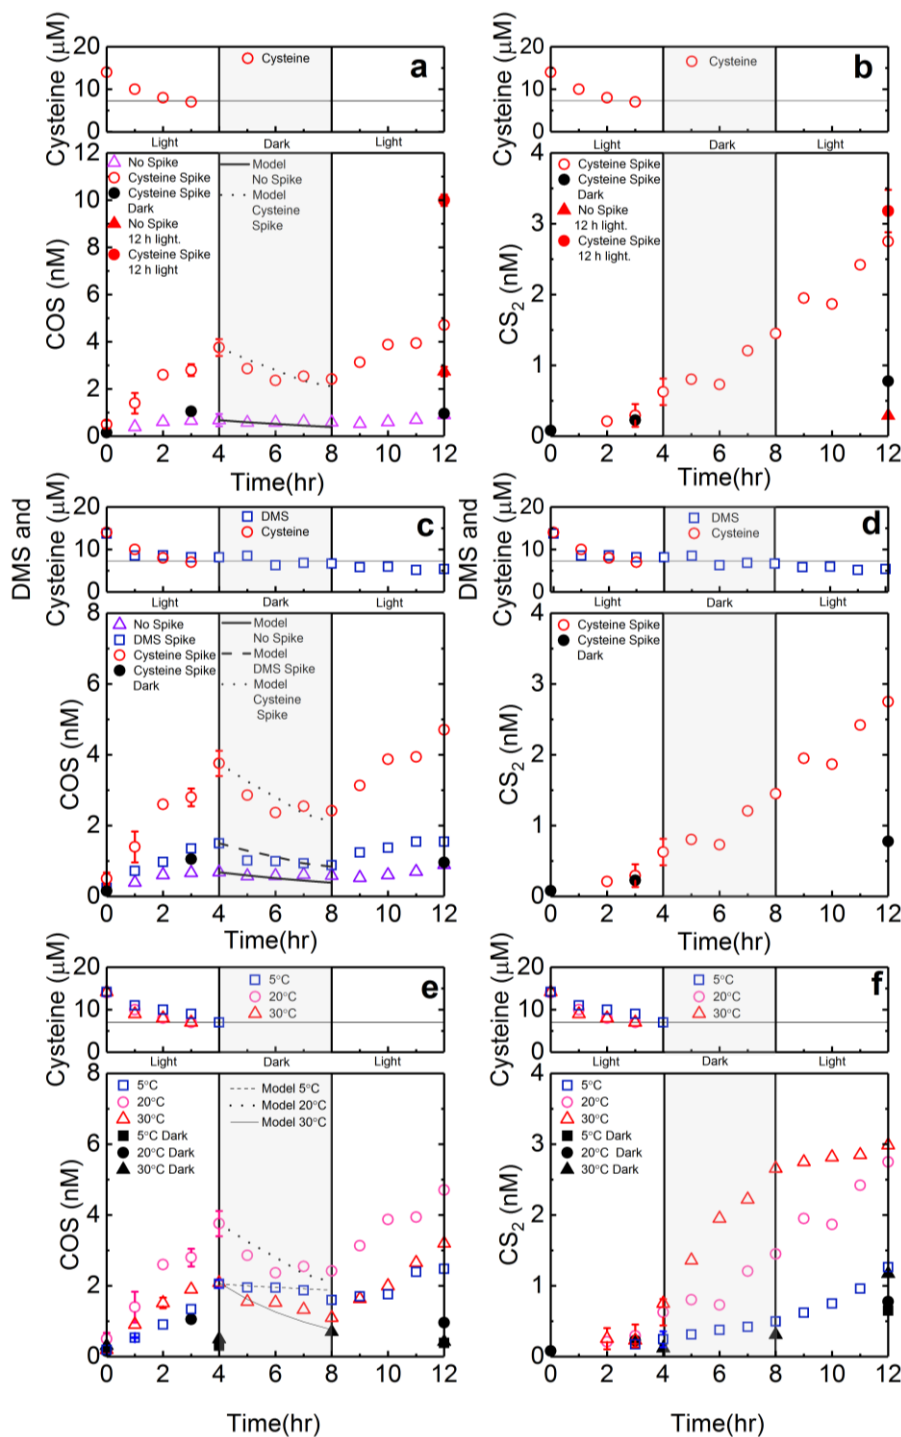 Cysteine (μM)
20
10
0
Cysteine
a
Light
Dark
Light
COS (nM)
12
10
8
6
4
2
0
No Spike
Cysteine Spike
Cysteine Spike
Dark
No Spike
12 h light.
Cysteine Spike
12 h light
Model
No Spike
Model
Cysteine
Spike
0 2 4 6 8 10 12
Time(hr)
Cysteine (μM)
20
10
0
Cysteine
b
Light
Dark
Light
CS2 (nM)
4
3
2
1
0
Cysteine Spike
Cysteine Spike
Dark
No Spike
12 h light.
Cysteine Spike
12 h light.
0 2 4 6 8 10 12
Time(hr)
DMS and
Cysteine (μM)
20
10
0
DMS
Cysteine
c
Light
Dark
Light
COS (nM)
8
6
4
2
0
No Spike
DMS Spike
Cysteine Spike
Cysteine Spike
Dark
Model
No Spike
Model
DMS Spike
Model
Cysteine
Spike
0 2 4 6 8 10 12
Time(hr)
DMS and
Cysteine (μM)
20
10
0
DMS
Cysteine
d
Light
Dark
Light
CS2 (nM)
4
3
2
1
0
Cysteine Spike
Cysteine Spike
Dark
0 2 4 6 8 10 12
Time(hr)
Cysteine (μM)
20
10
0
5°C
20°C
30°C
e
Light
Dark
Light
COS (nM)
8
6
4
2
0
5°C
20°C
30°C
5°C Dark
20°C Dark
30°C Dark
Model 5°C
Model 20°C
Model 30°C
0 2 4 6 8 10 12
Time(hr)
Cysteine (μM)
20
10
0
5°C
20°C
30°C
f
Light
Dark
Light
CS2 (nM)
4
3
2
1
0
5°C
20°C
30°C
5°C Dark
20°C Dark
30°C Dark
0 2 4 6 8 10 12
Time(hr)